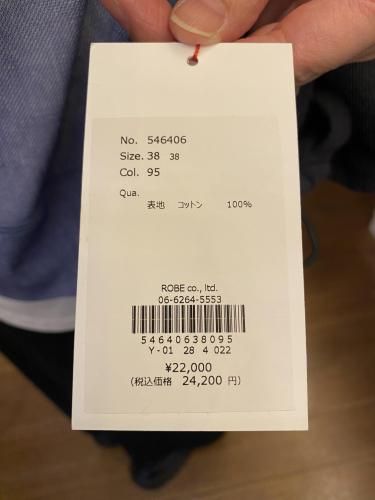 No. 546406
Size. 38 38
Col. 95
Qua.
表地 コットン 100%
ROBE co., ltd.
06-6264-5553
54640638095
Y-01 28 4 022
¥22,000
(税込価格 24,200 円)